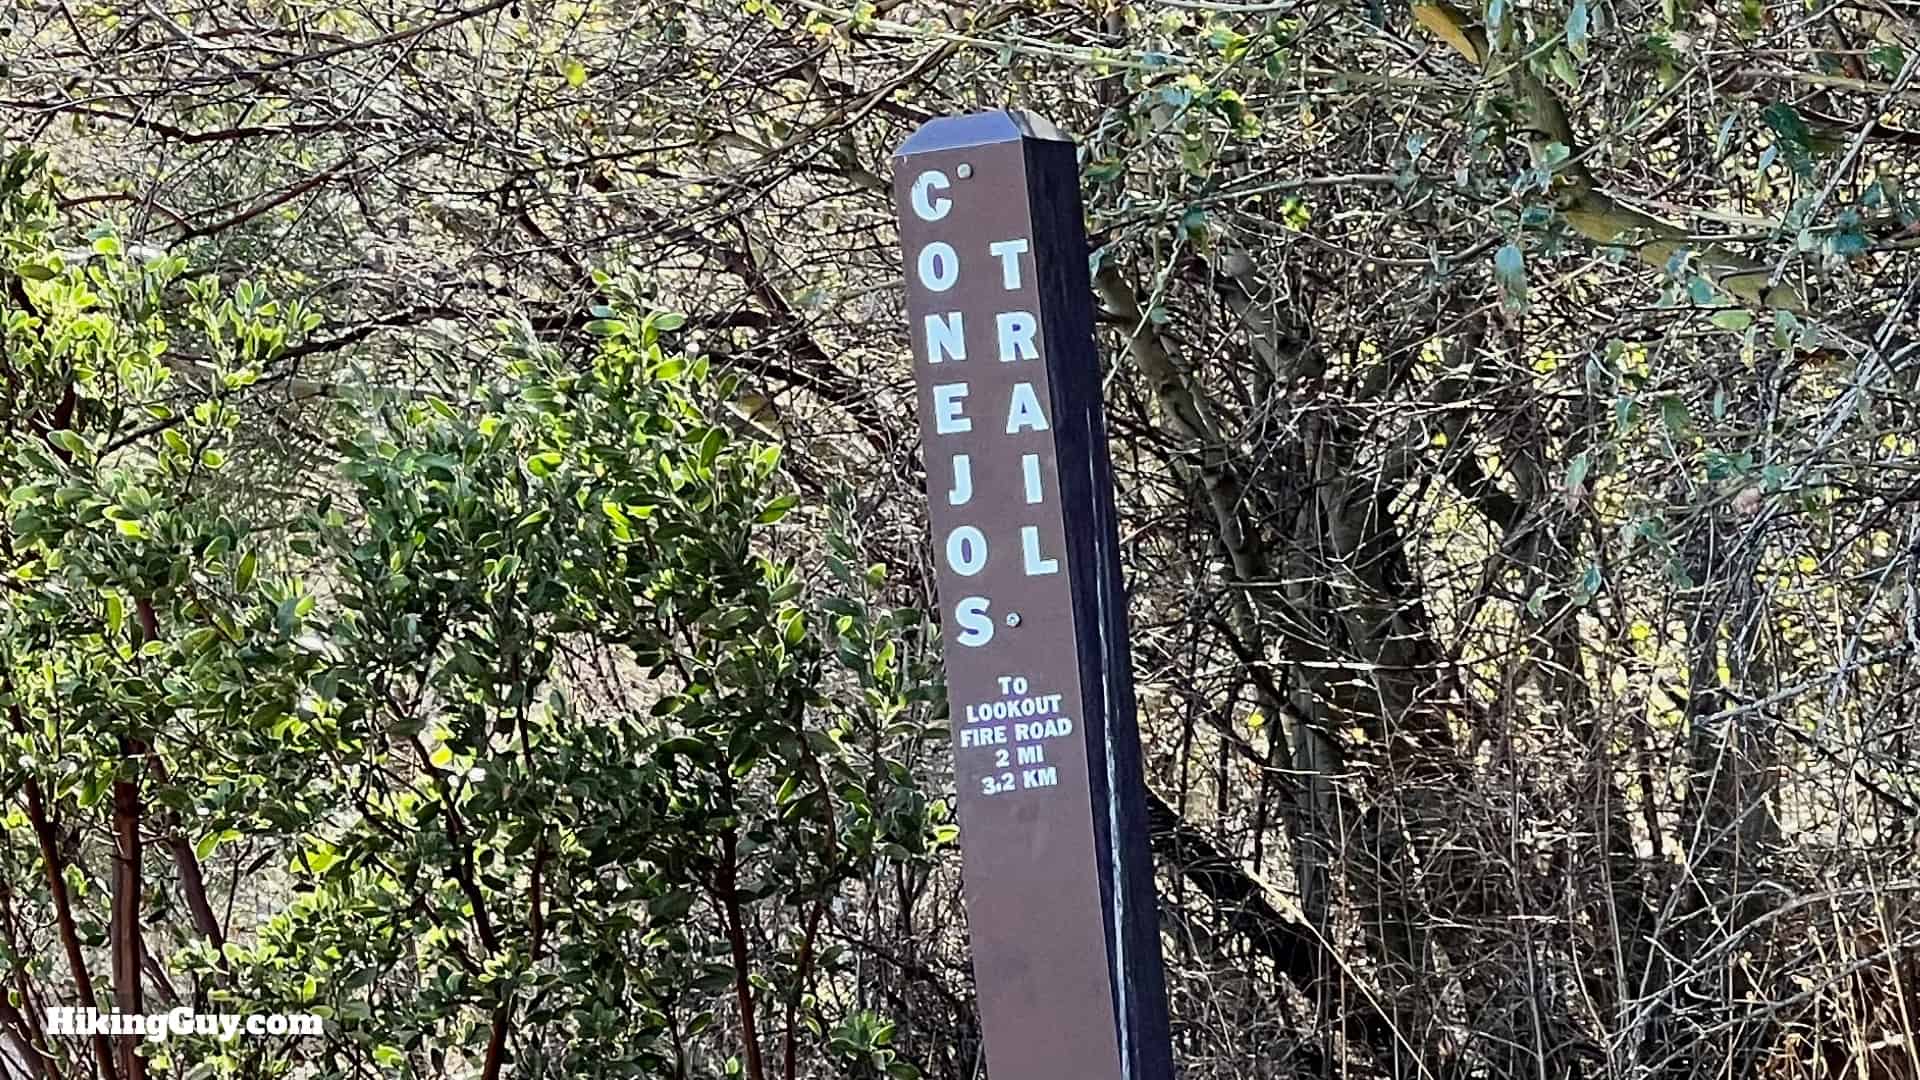 CONEJOS
TRAIL
TO
LOOKOUT
FIRE ROAD
2 MI
3.2 KM
HikingGuy.com